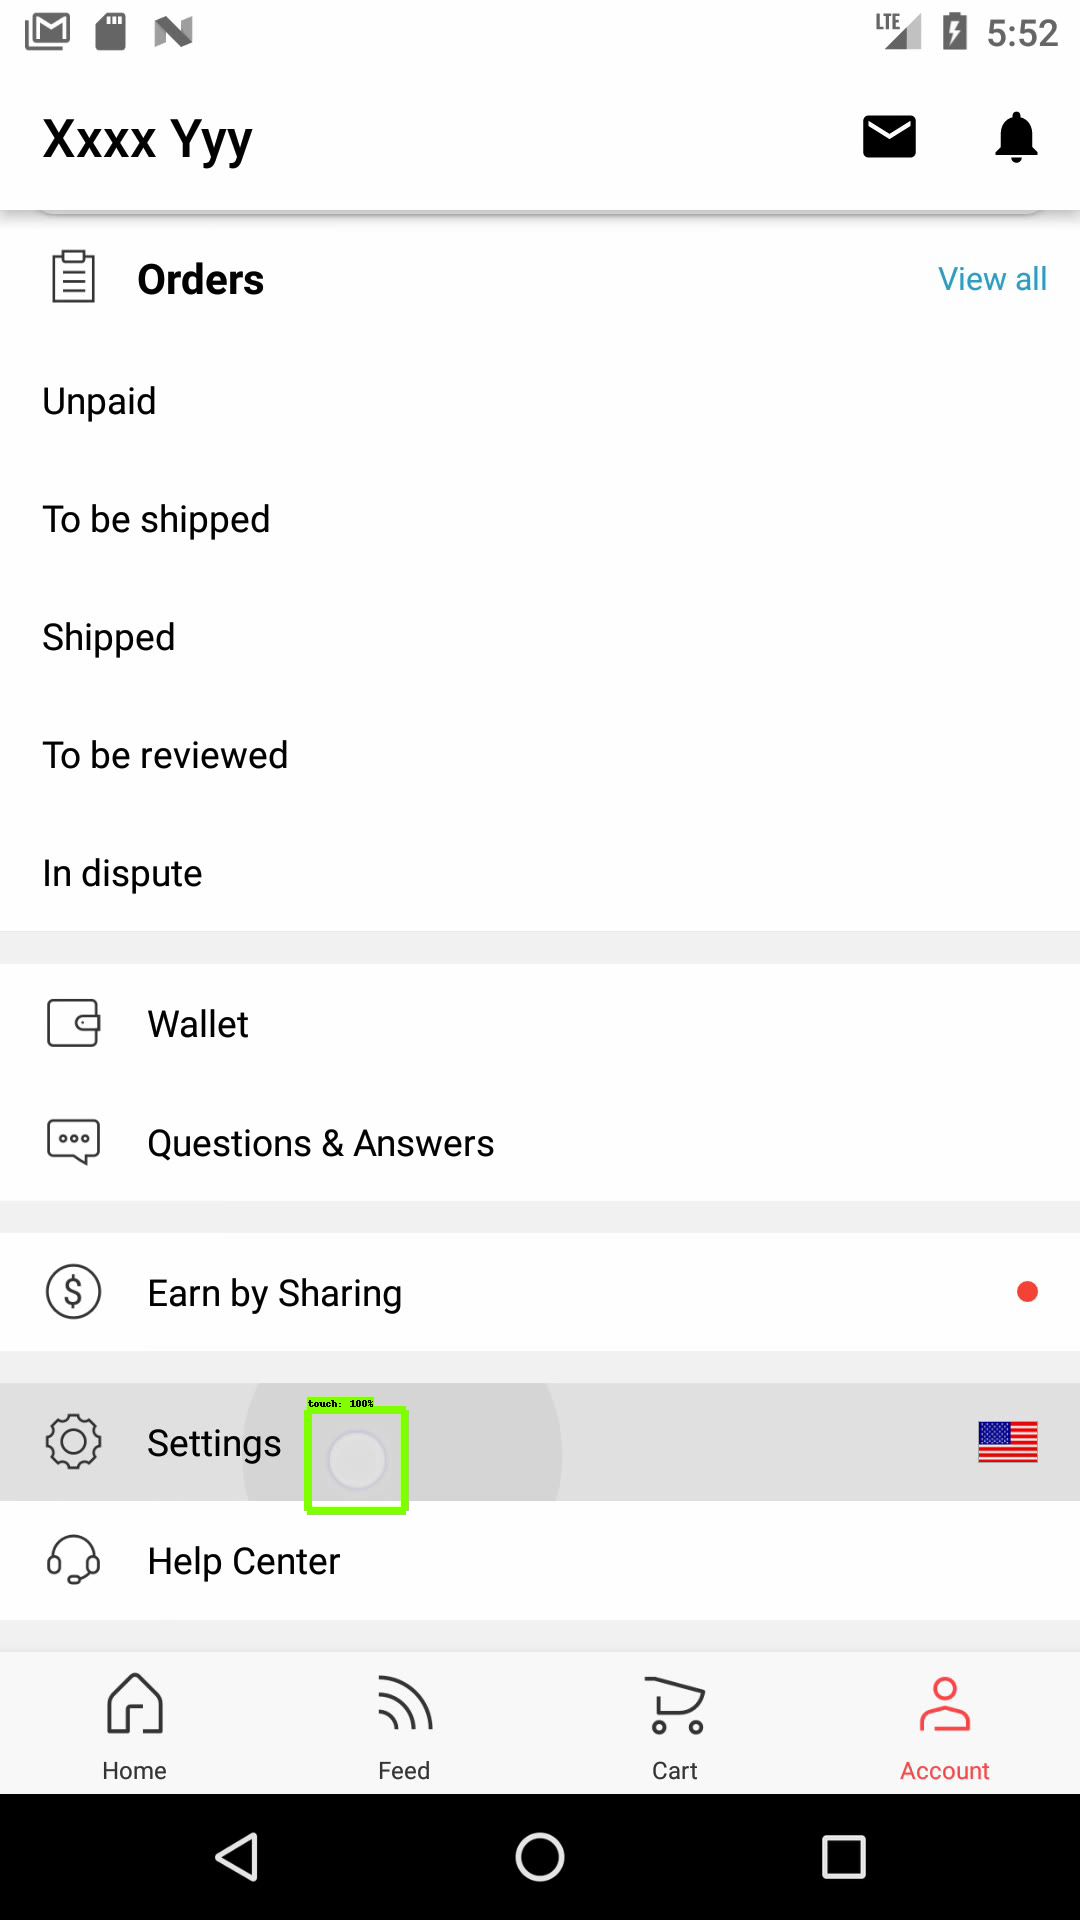 LTE 5:52
Xxxx Yyy
Orders View all
Unpaid
To be shipped
Shipped
To be reviewed
In dispute
Wallet
Questions & Answers
Earn by Sharing
touch: 100%
Settings
Help Center
Home Feed Cart Account